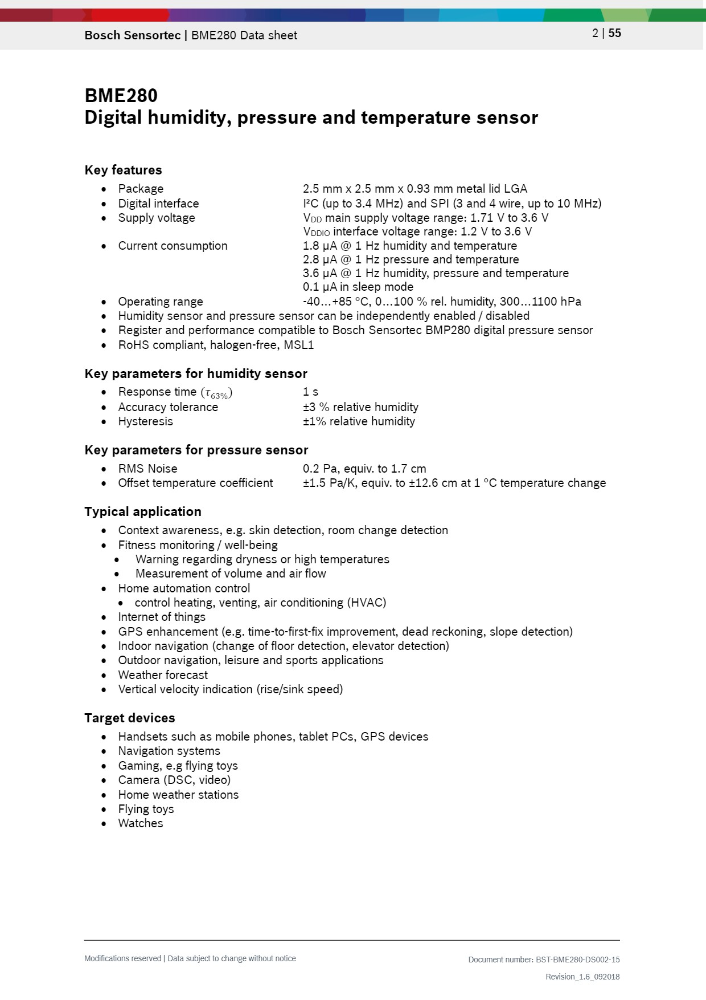 Bosch Sensortec | BME280 Data sheet 2 | 55
BME280
Digital humidity, pressure and temperature sensor
Key features
• Package 2.5 mm x 2.5 mm x 0.93 mm metal lid LGA
• Digital interface I²C (up to 3.4 MHz) and SPI (3 and 4 wire, up to 10 MHz)
• Supply voltage VDD main supply voltage range: 1.71 V to 3.6 V
VDDIO interface voltage range: 1.2 V to 3.6 V
• Current consumption 1.8 µA @ 1 Hz humidity and temperature
2.8 µA @ 1 Hz pressure and temperature
3.6 µA @ 1 Hz humidity, pressure and temperature
0.1 µA in sleep mode
• Operating range -40…+85 °C, 0…100 % rel. humidity, 300…1100 hPa
• Humidity sensor and pressure sensor can be independently enabled / disabled
• Register and performance compatible to Bosch Sensortec BMP280 digital pressure sensor
• RoHS compliant, halogen-free, MSL1
Key parameters for humidity sensor
• Response time (τ63%) 1 s
• Accuracy tolerance ±3 % relative humidity
• Hysteresis ±1% relative humidity
Key parameters for pressure sensor
• RMS Noise 0.2 Pa, equiv. to 1.7 cm
• Offset temperature coefficient ±1.5 Pa/K, equiv. to ±12.6 cm at 1 °C temperature change
Typical application
• Context awareness, e.g. skin detection, room change detection
• Fitness monitoring / well-being
• Warning regarding dryness or high temperatures
• Measurement of volume and air flow
• Home automation control
• control heating, venting, air conditioning (HVAC)
• Internet of things
• GPS enhancement (e.g. time-to-first-fix improvement, dead reckoning, slope detection)
• Indoor navigation (change of floor detection, elevator detection)
• Outdoor navigation, leisure and sports applications
• Weather forecast
• Vertical velocity indication (rise/sink speed)
Target devices
• Handsets such as mobile phones, tablet PCs, GPS devices
• Navigation systems
• Gaming, e.g flying toys
• Camera (DSC, video)
• Home weather stations
• Flying toys
• Watches
Modifications reserved | Data subject to change without notice Document number: BST-BME280-DS002-15
Revision_1.6_092018